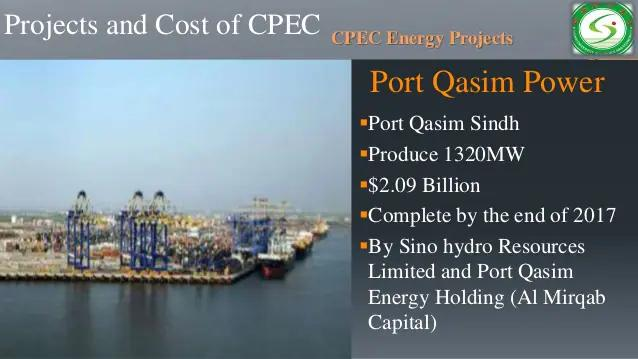 Projects and Cost of CPEC
CPEC Energy Projects
Port Qasim Power
▪Port Qasim Sindh
▪Produce 1320MW
▪$2.09 Billion
▪Complete by the end of 2017
▪By Sino hydro Resources
Limited and Port Qasim
Energy Holding (Al Mirqab
Capital)